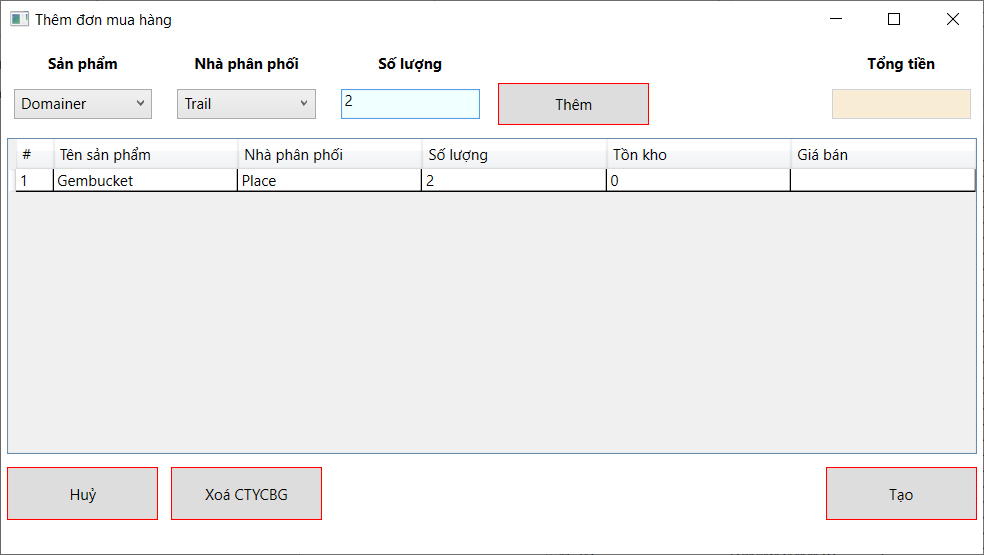 Thêm đơn mua hàng
Sản phẩm Nhà phân phối Số lượng Tổng tiền
Domainer Trail 2 Thêm
# Tên sản phẩm Nhà phân phối Số lượng Tồn kho Giá bán
1 Gembucket Place 2 0
Huỷ Xoá CTYCBG Tạo